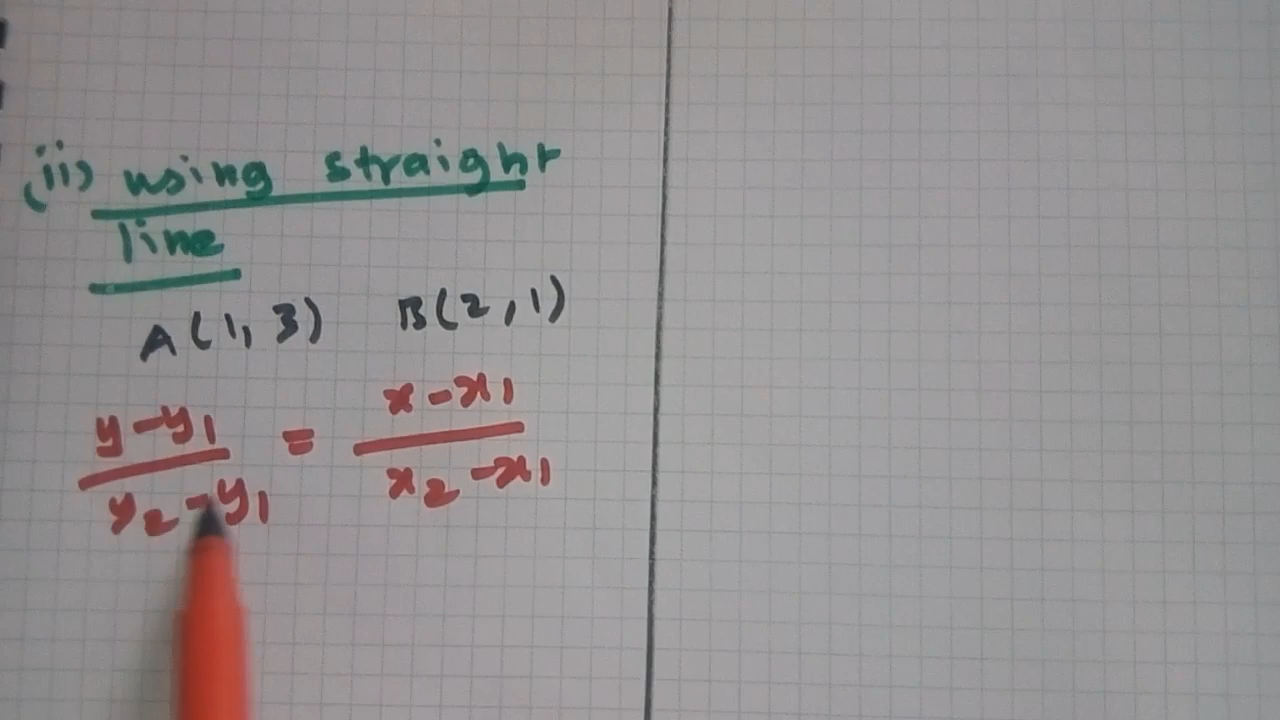 (ii) using straight
line
A(1,3) B(2,1)
y-y1 / y2-y1 = x-x1 / x2-x1